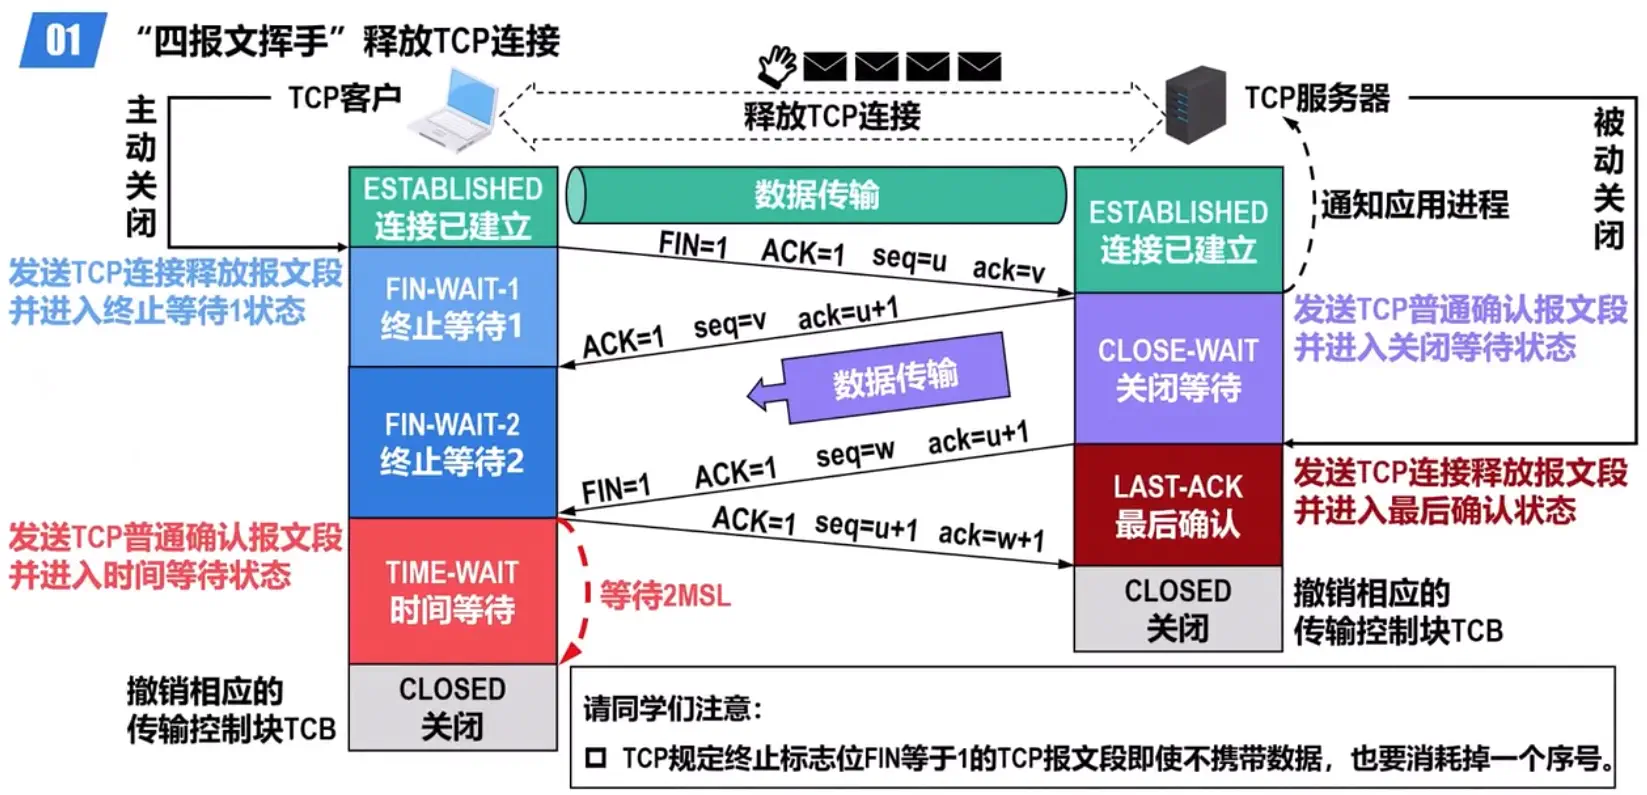 01 “四报文挥手”释放TCP连接
主动关闭
TCP客户
释放TCP连接
TCP服务器
被动关闭
ESTABLISHED
连接已建立
数据传输
ESTABLISHED
连接已建立
通知应用进程
FIN=1 ACK=1 seq=u ack=v
发送TCP连接释放报文段
并进入终止等待1状态
FIN-WAIT-1
终止等待1
ACK=1 seq=v ack=u+1
发送TCP普通确认报文段
并进入关闭等待状态
CLOSE-WAIT
关闭等待
数据传输
FIN-WAIT-2
终止等待2
FIN=1 ACK=1 seq=w ack=u+1
发送TCP连接释放报文段
并进入最后确认状态
LAST-ACK
最后确认
ACK=1 seq=u+1 ack=w+1
发送TCP普通确认报文段
并进入时间等待状态
TIME-WAIT
时间等待
等待2MSL
CLOSED
关闭
撤销相应的
传输控制块TCB
撤销相应的
传输控制块TCB
CLOSED
关闭
请同学们注意：
TCP规定终止标志位FIN等于1的TCP报文段即使不携带数据，也要消耗掉一个序号。